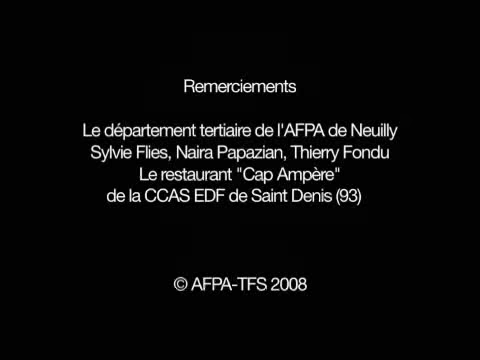 Remerciements
Le département tertiaire de l'AFPA de Neuilly
Sylvie Flies, Naira Papazian, Thierry Fondu
Le restaurant "Cap Ampère"
de la CCAS EDF de Saint Denis (93)
© AFPA-TFS 2008